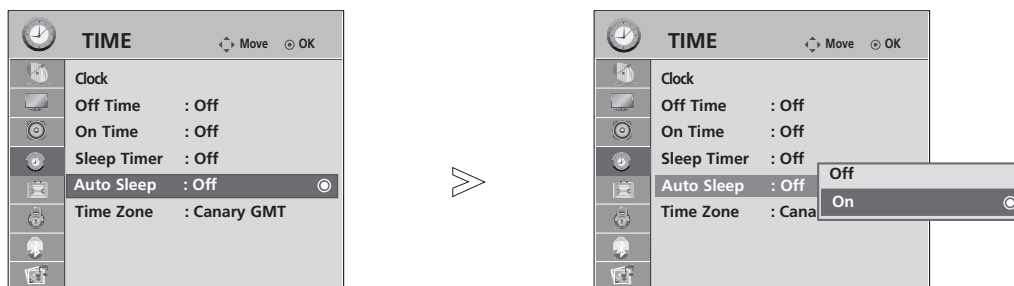 TIME Move OK
Clock
Off Time : Off
On Time : Off
Sleep Timer : Off
Auto Sleep : Off
Time Zone : Canary GMT
TIME Move OK
Clock
Off Time : Off
On Time : Off
Sleep Timer : Off
Auto Sleep : Off
Time Zone : Cana
Off
On